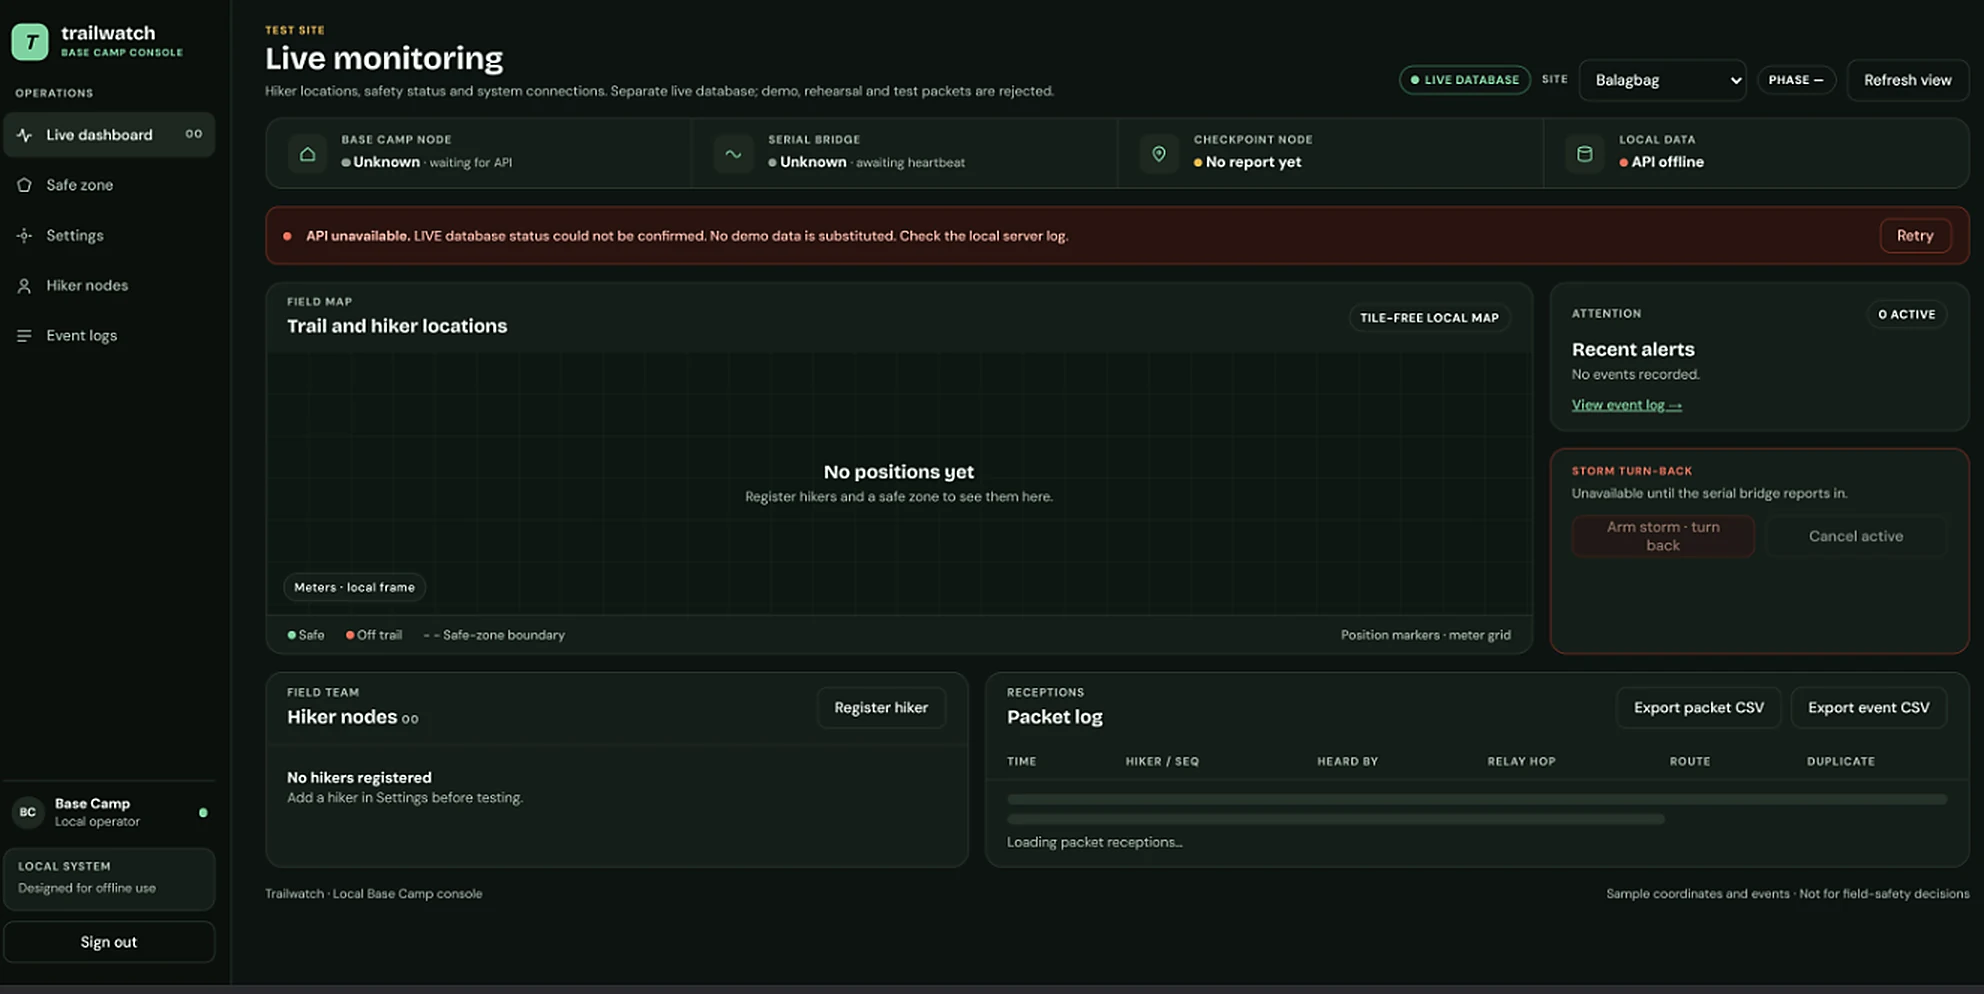 T
trailwatch
BASE CAMP CONSOLE
OPERATIONS
Live dashboard 00
Safe zone
Settings
Hiker nodes
Event logs
BC
Base Camp
Local operator
LOCAL SYSTEM
Designed for offline use
Sign out
TEST SITE
Live monitoring
Hiker locations, safety status and system connections. Separate live database; demo, rehearsal and test packets are rejected.
LIVE DATABASE
SITE
Balagbag
PHASE —
Refresh view
BASE CAMP NODE
Unknown · waiting for API
SERIAL BRIDGE
Unknown · awaiting heartbeat
CHECKPOINT NODE
No report yet
LOCAL DATA
API offline
API unavailable. LIVE database status could not be confirmed. No demo data is substituted. Check the local server log.
Retry
FIELD MAP
Trail and hiker locations
TILE-FREE LOCAL MAP
No positions yet
Register hikers and a safe zone to see them here.
Meters · local frame
Safe
Off trail
-- Safe-zone boundary
Position markers · meter grid
ATTENTION
0 ACTIVE
Recent alerts
No events recorded.
View event log →
STORM TURN-BACK
Unavailable until the serial bridge reports in.
Arm storm · turn
back
Cancel active
FIELD TEAM
Hiker nodes 00
Register hiker
No hikers registered
Add a hiker in Settings before testing.
RECEPTIONS
Packet log
Export packet CSV
Export event CSV
TIME HIKER / SEQ HEARD BY RELAY HOP ROUTE DUPLICATE
Loading packet receptions…
Trailwatch · Local Base Camp console
Sample coordinates and events · Not for field-safety decisions